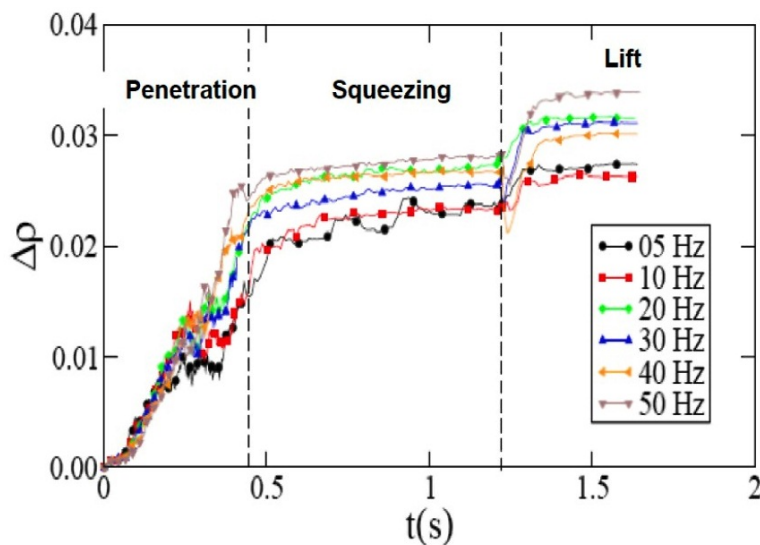 0.04
Lift
Penetration
Squeezing
0.03
Δρ
0.02
05 Hz
10 Hz
20 Hz
30 Hz
40 Hz
50 Hz
0.01
0.00
0
0.5
1
1.5
2
t(s)